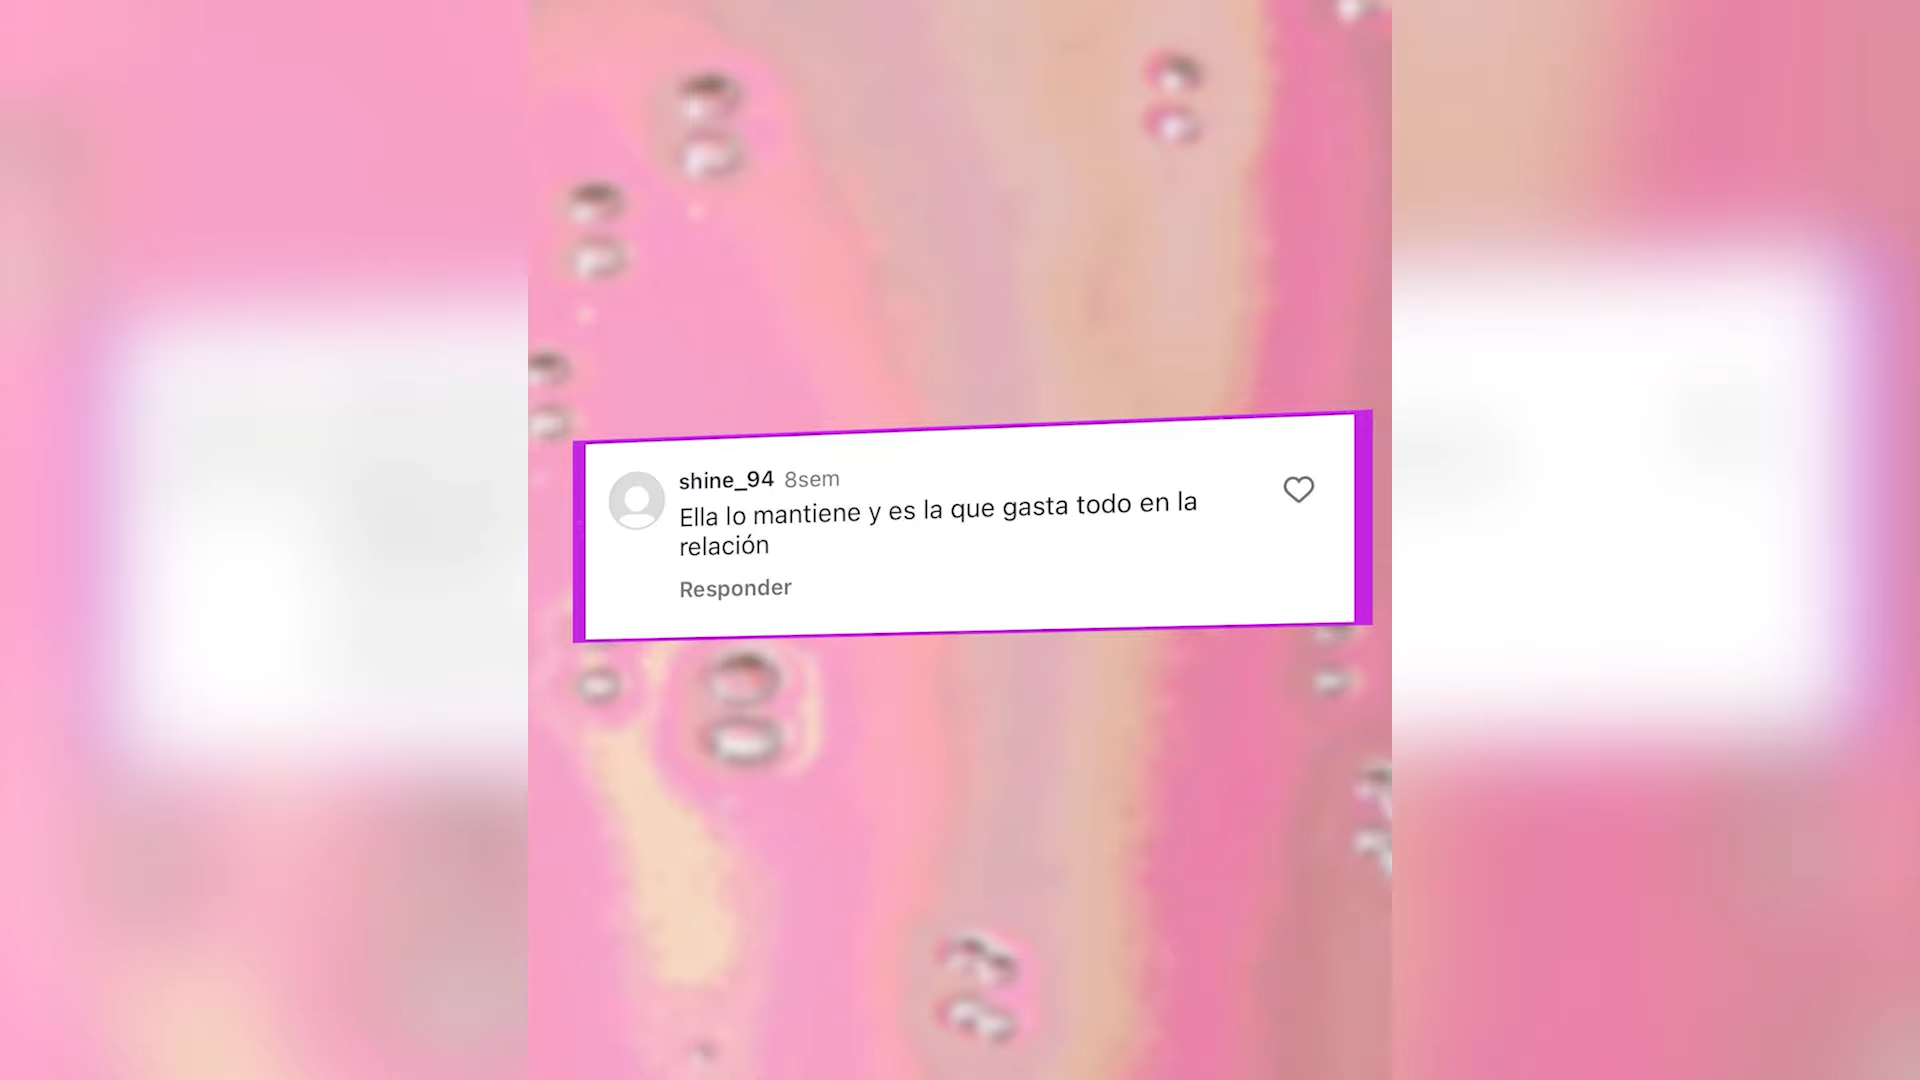 shine_94 8sem
Ella lo mantiene y es la que gasta todo en la
relación
Responder